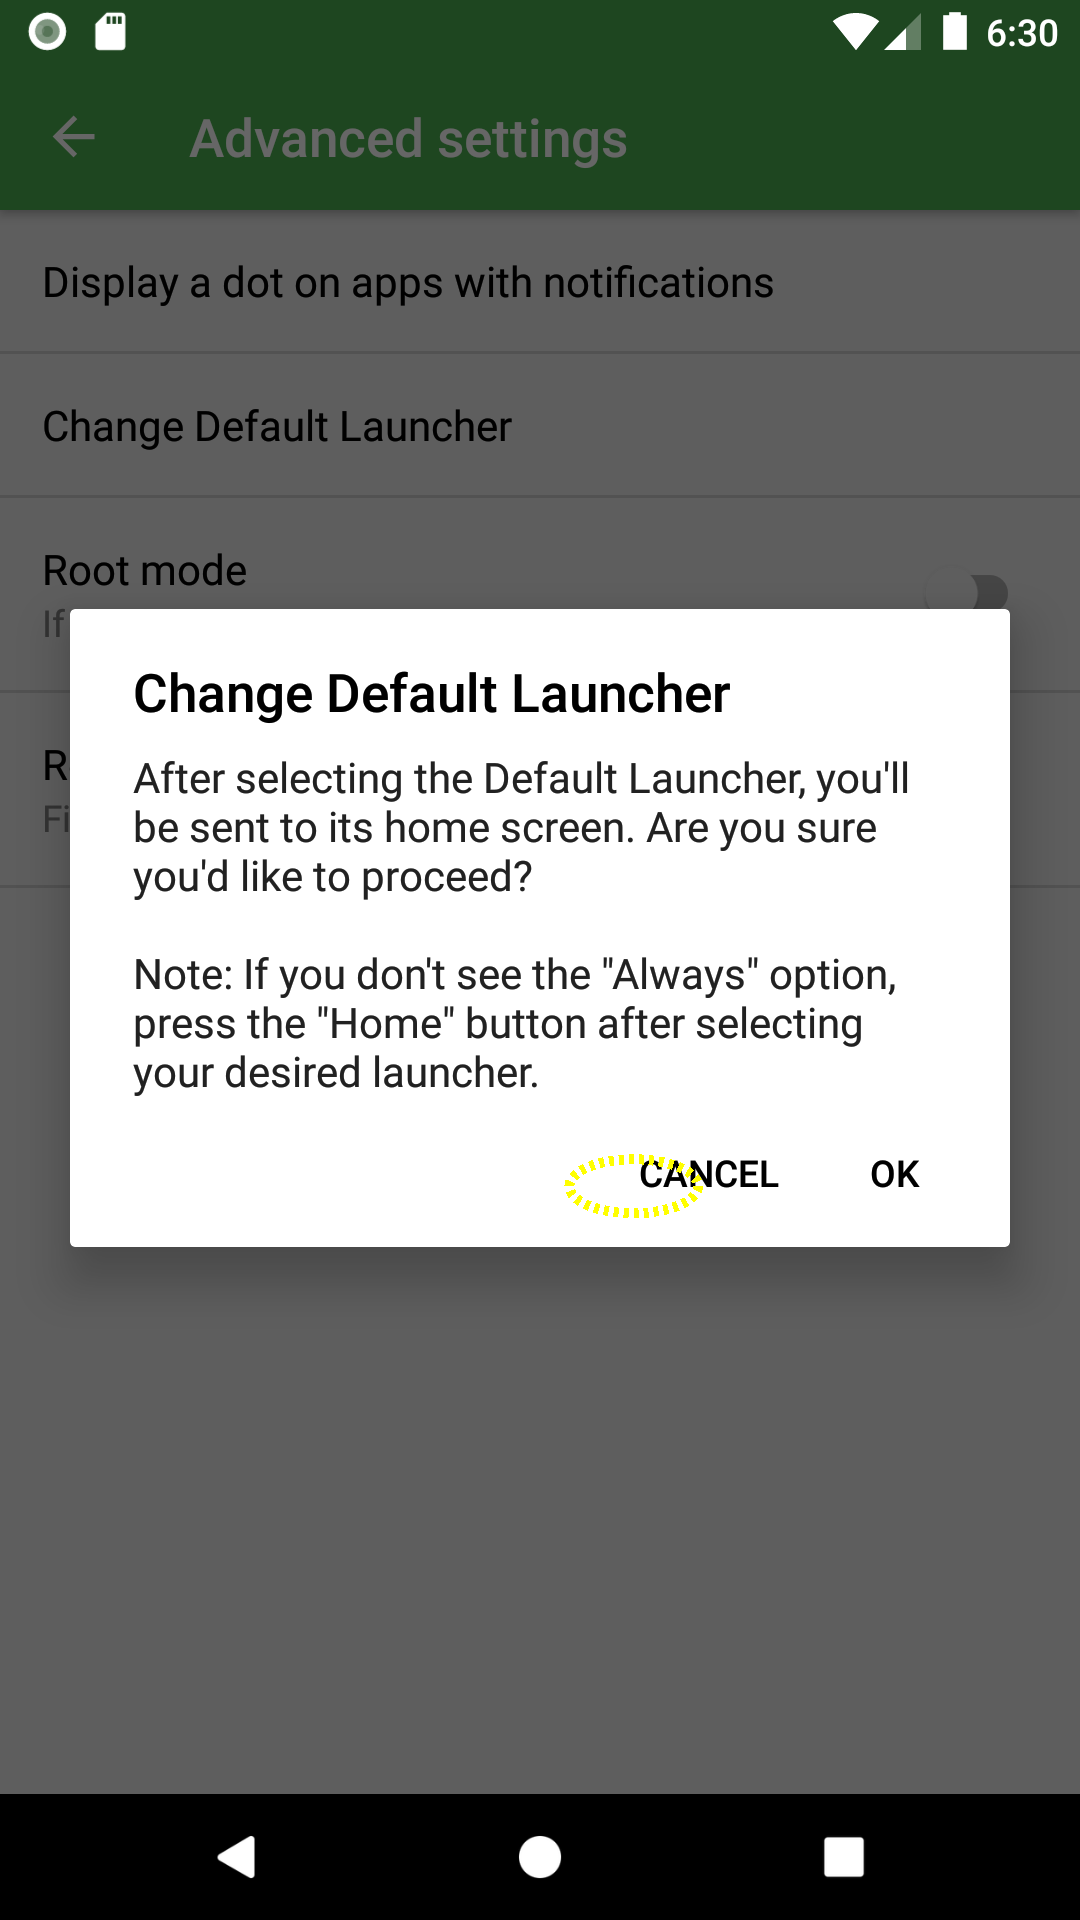 6:30
Advanced settings
Display a dot on apps with notifications
Change Default Launcher
Root mode
If
R
Fi
Change Default Launcher
After selecting the Default Launcher, you'll
be sent to its home screen. Are you sure
you'd like to proceed?
Note: If you don't see the "Always" option,
press the "Home" button after selecting
your desired launcher.
CANCEL OK